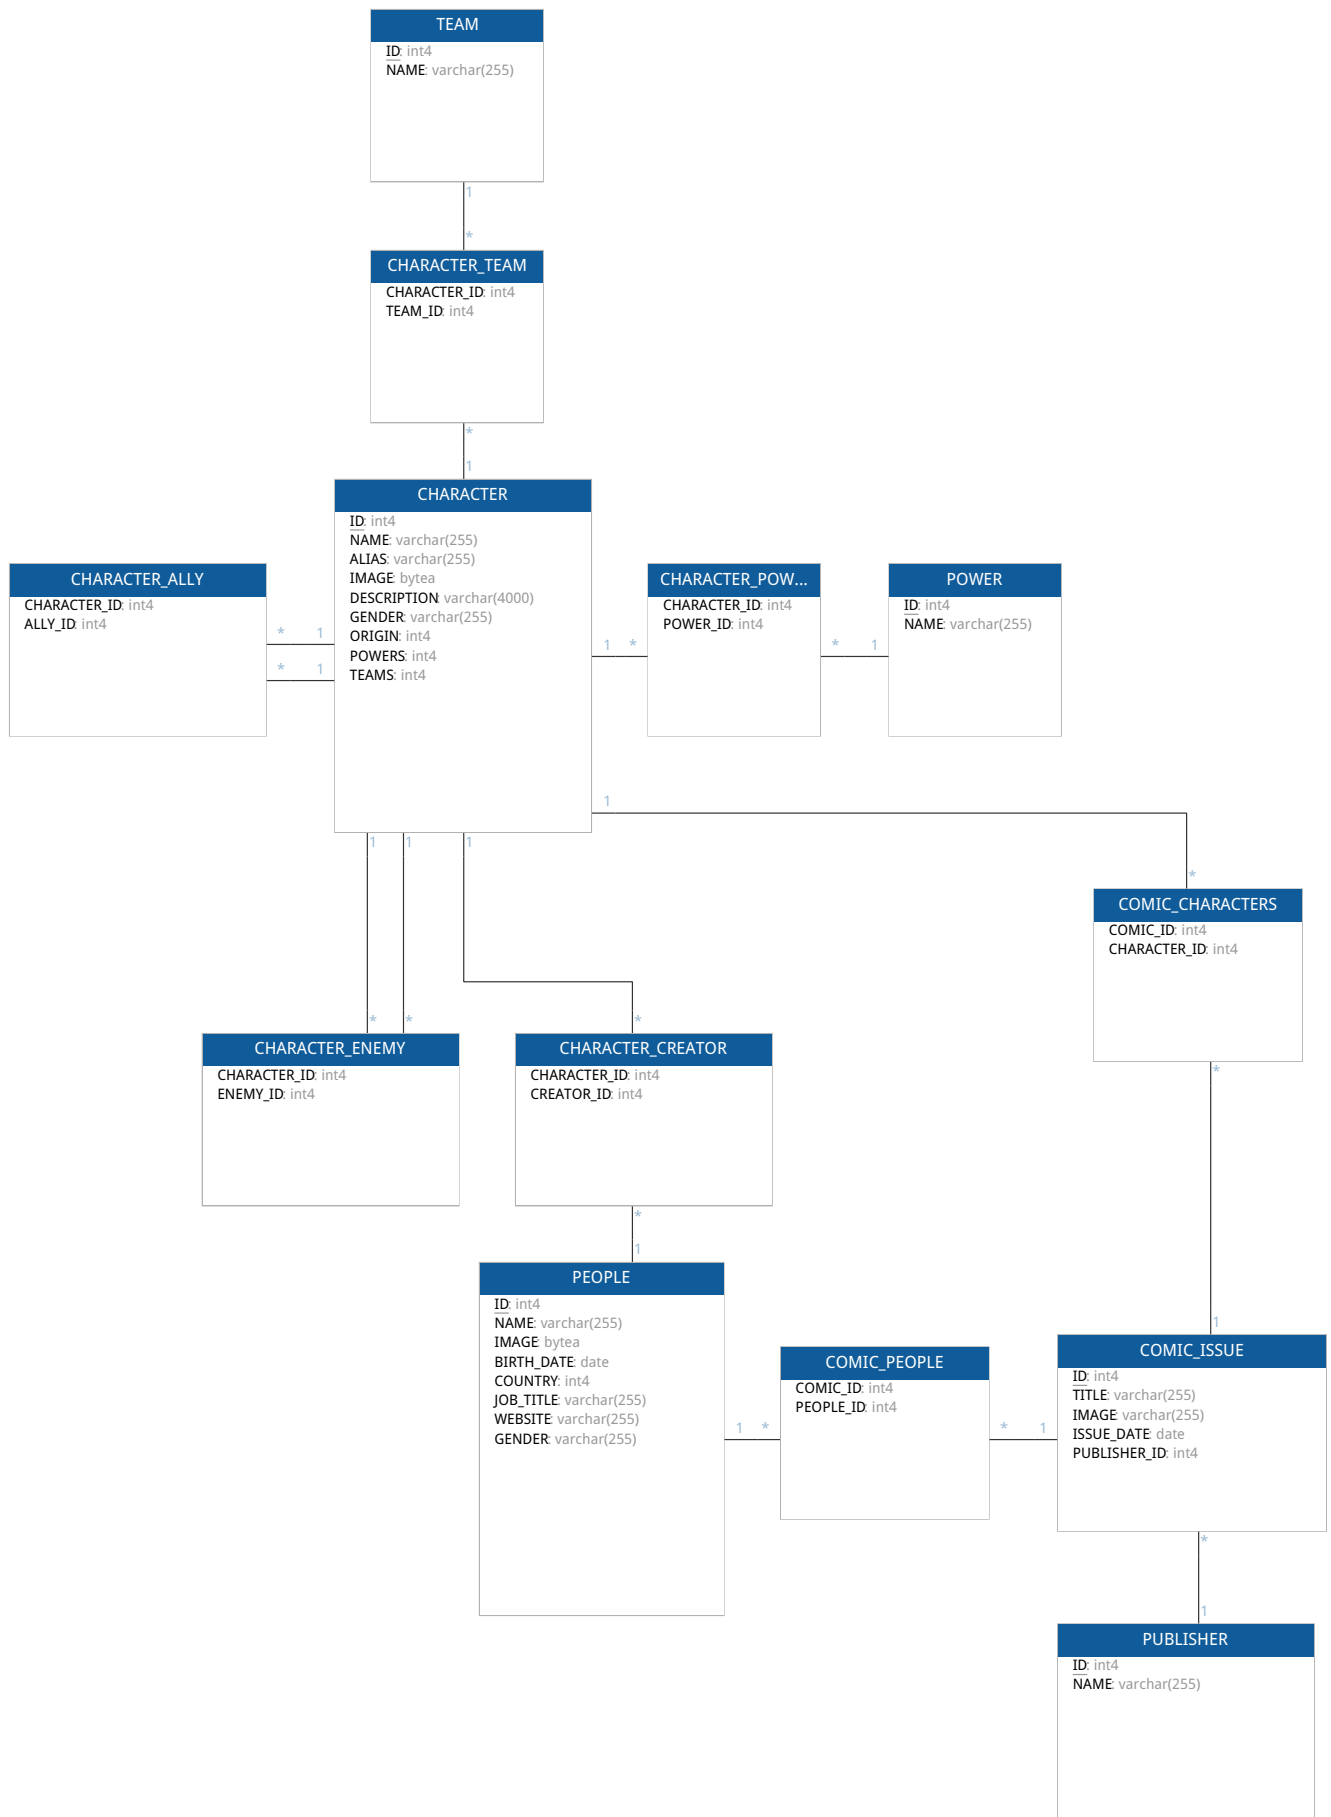 TEAM
ID: int4
NAME: varchar(255)
1
*
CHARACTER_TEAM
CHARACTER_ID: int4
TEAM_ID: int4
*
1
CHARACTER
ID: int4
NAME: varchar(255)
ALIAS: varchar(255)
IMAGE: bytea
DESCRIPTION: varchar(4000)
GENDER: varchar(255)
ORIGIN: int4
POWERS: int4
TEAMS: int4
CHARACTER_ALLY
CHARACTER_ID: int4
ALLY_ID: int4
* 1
* 1
CHARACTER_POW...
CHARACTER_ID: int4
POWER_ID: int4
1 *
* 1
POWER
ID: int4
NAME: varchar(255)
1
*
1
1
1
*
*
*
COMIC_CHARACTERS
COMIC_ID: int4
CHARACTER_ID: int4
*
1
CHARACTER_ENEMY
CHARACTER_ID: int4
ENEMY_ID: int4
CHARACTER_CREATOR
CHARACTER_ID: int4
CREATOR_ID: int4
*
1
PEOPLE
ID: int4
NAME: varchar(255)
IMAGE: bytea
BIRTH_DATE: date
COUNTRY: int4
JOB_TITLE: varchar(255)
WEBSITE: varchar(255)
GENDER: varchar(255)
1 *
COMIC_PEOPLE
COMIC_ID: int4
PEOPLE_ID: int4
* 1
COMIC_ISSUE
ID: int4
TITLE: varchar(255)
IMAGE: varchar(255)
ISSUE_DATE: date
PUBLISHER_ID: int4
*
1
PUBLISHER
ID: int4
NAME: varchar(255)